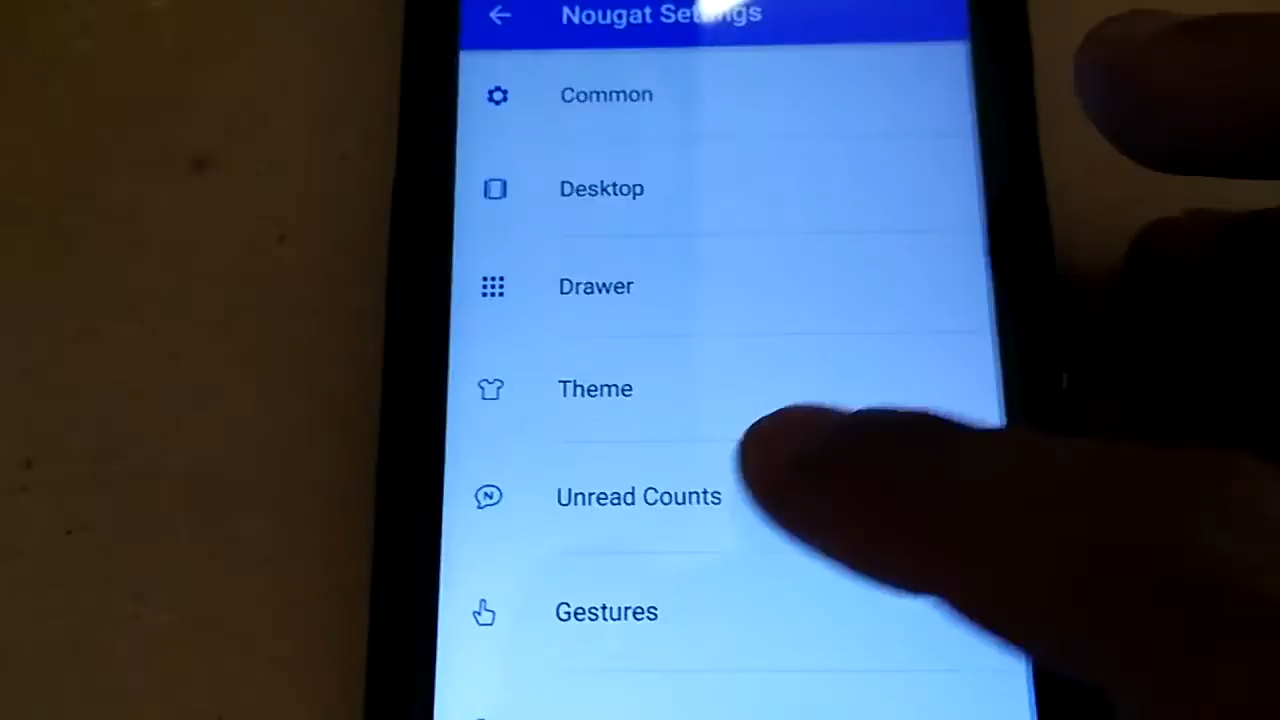 Nougat Settings
Common
Desktop
Drawer
Theme
Unread Counts
Gestures